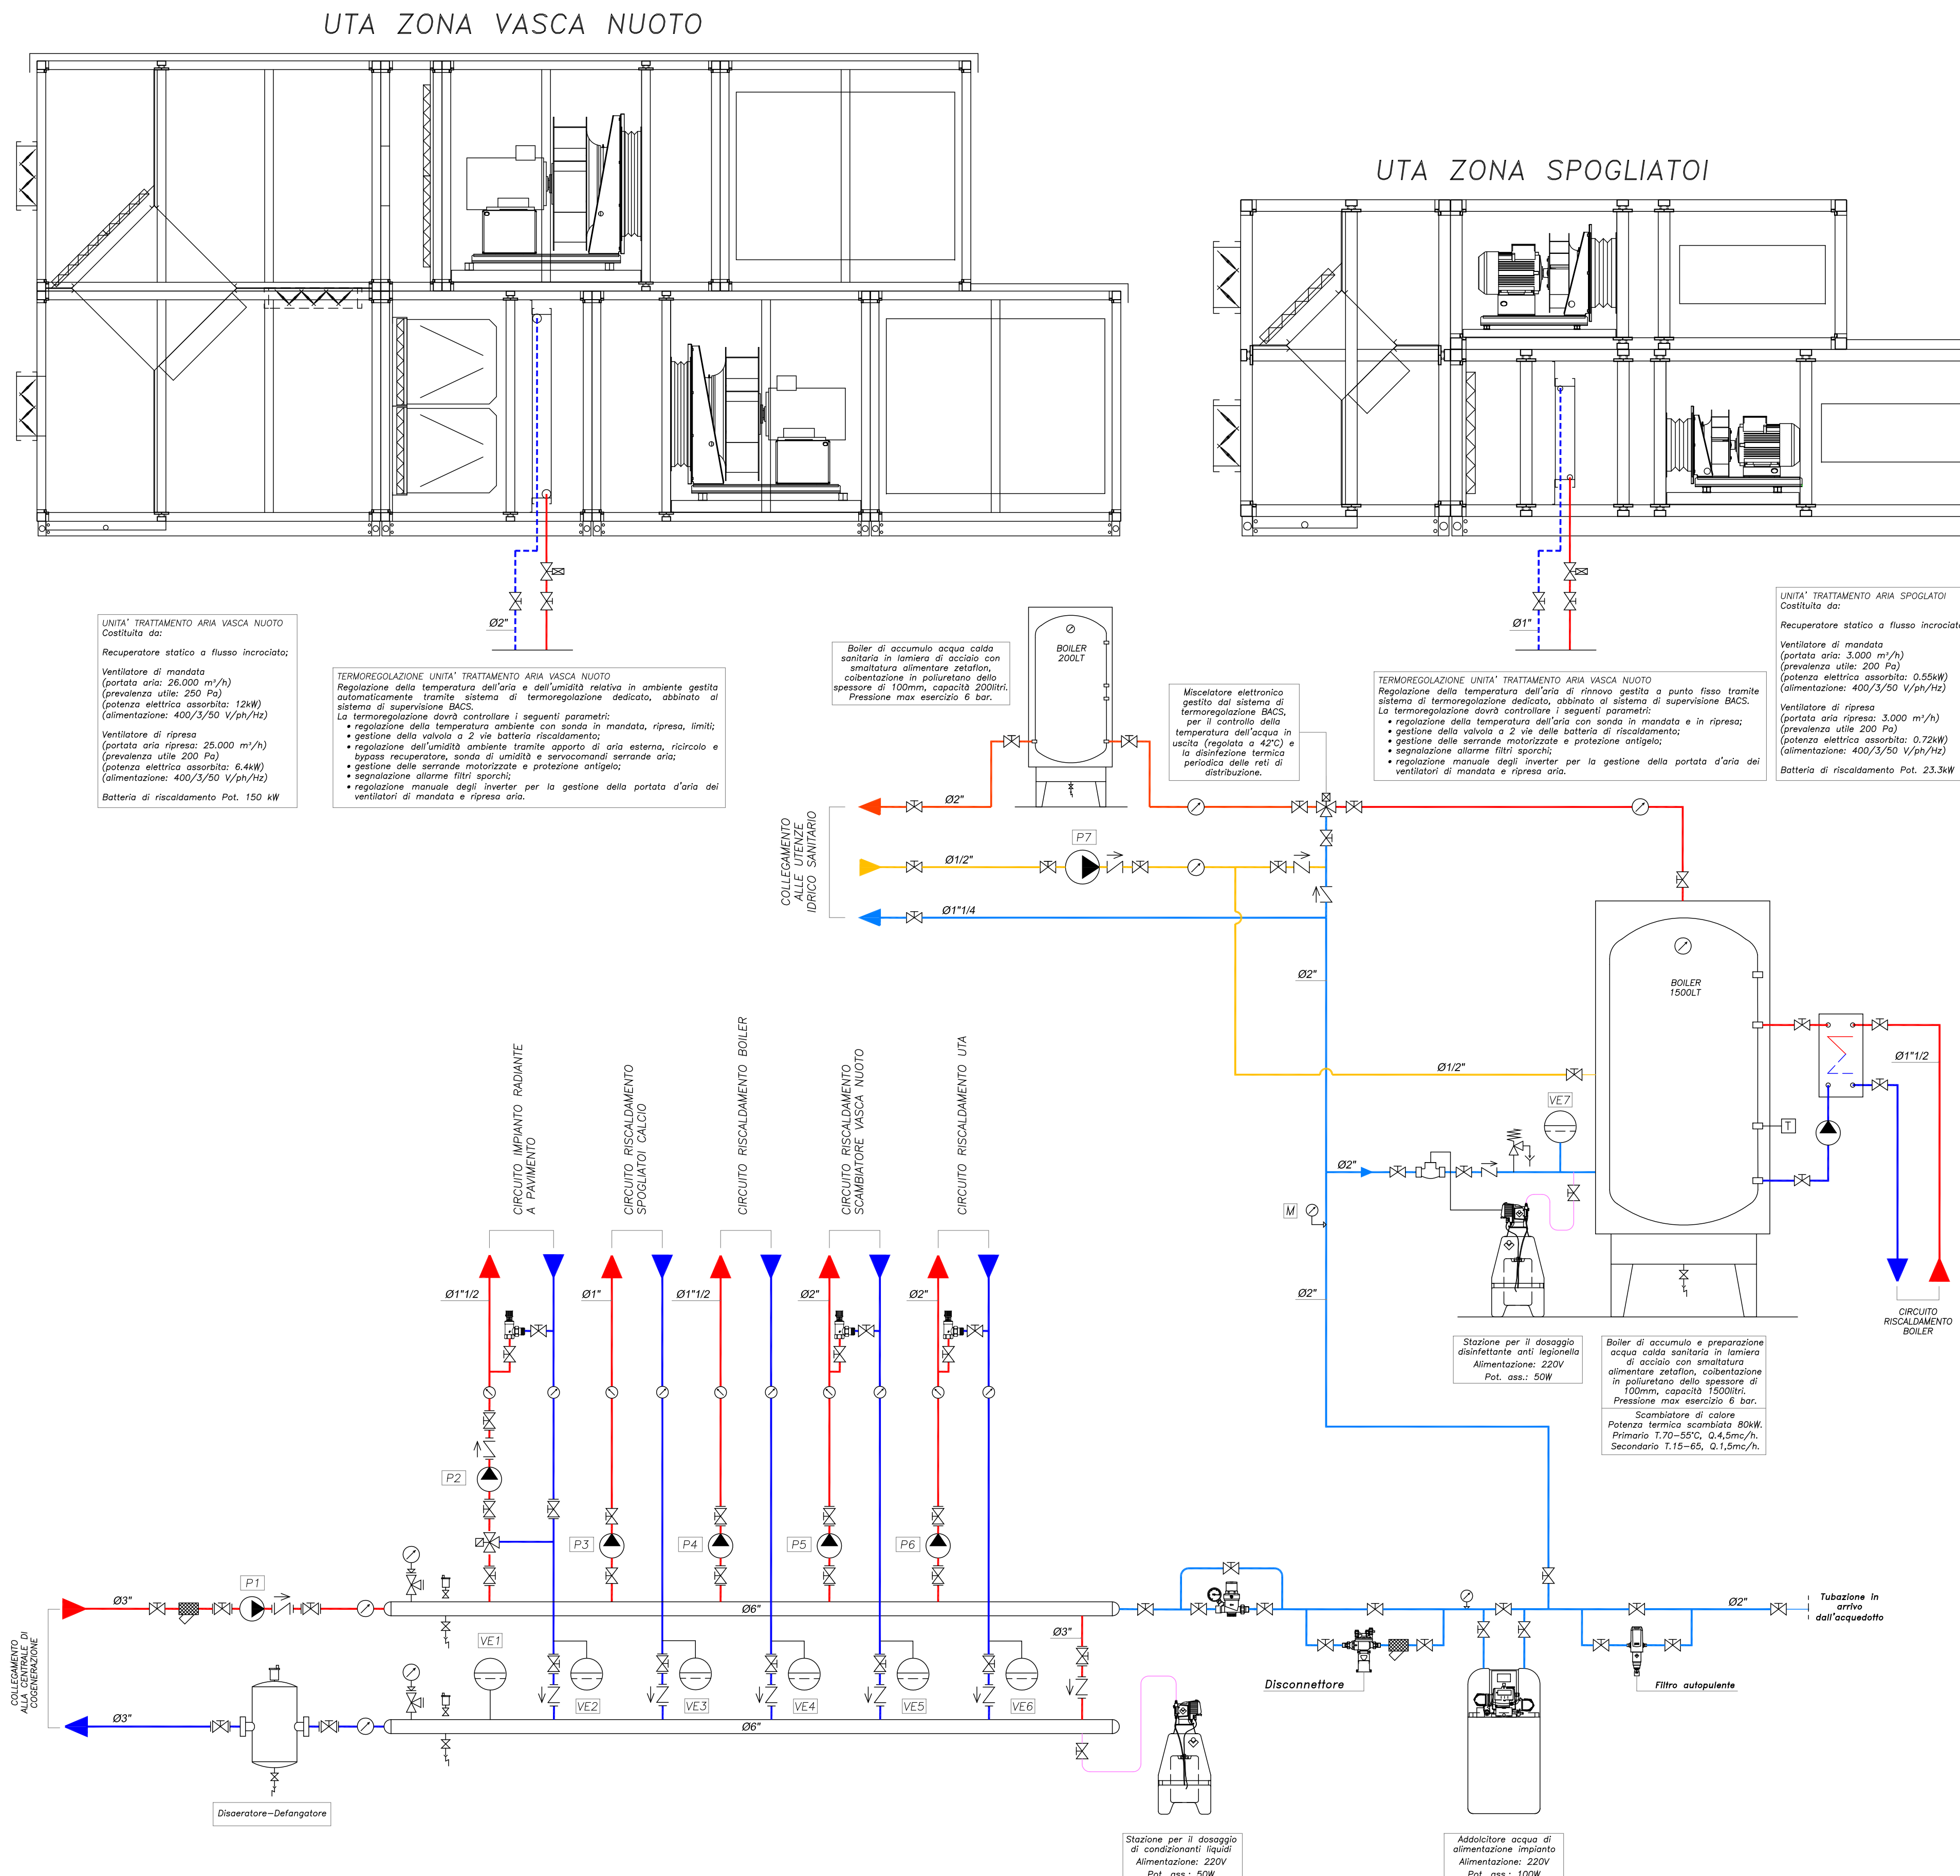 UTA ZONA VASCA NUOTO
UTA ZONA SPOGLIATOI
UNITA' TRATTAMENTO ARIA VASCA NUOTO
Costituita da:
Recuperatore statico a flusso incrociato;
Ventilatore di mandata
(portata aria: 26.000 m³/h)
(prevalenza utile: 250 Pa)
(potenza elettrica assorbita: 12kW)
(alimentazione: 400/3/50 V/ph/Hz)
Ventilatore di ripresa
(portata aria ripresa: 25.000 m³/h)
(prevalenza utile 200 Pa)
(potenza elettrica assorbita: 6.4kW)
(alimentazione: 400/3/50 V/ph/Hz)
Batteria di riscaldamento Pot. 150 kW
Ø2"
TERMOREGOLAZIONE UNITA' TRATTAMENTO ARIA VASCA NUOTO
Regolazione della temperatura dell'aria e dell'umidità relativa in ambiente gestita
automaticamente tramite sistema di termoregolazione dedicato, abbinato al
sistema di supervisione BACS.
La termoregolazione dovrà controllare i seguenti parametri:
• regolazione della temperatura ambiente con sonda in mandata, ripresa, limiti;
• gestione della valvola a 2 vie batteria riscaldamento;
• regolazione dell'umidità ambiente tramite apporto di aria esterna, ricircolo e
bypass recuperatore, sonda di umidità e servocomandi serrande aria;
• gestione delle serrande motorizzate e protezione antigelo;
• segnalazione allarme filtri sporchi;
• regolazione manuale degli inverter per la gestione della portata d'aria dei
ventilatori di mandata e ripresa aria.
Boiler di accumulo acqua calda
sanitaria in lamiera di acciaio con
smaltatura alimentare zetaflon,
coibentazione in poliuretano dello
spessore di 100mm, capacità 200litri.
Pressione max esercizio 6 bar.
BOILER
200LT
Miscelatore elettronico
gestito dal sistema di
termoregolazione BACS,
per il controllo della
temperatura dell'acqua in
uscita (regolata a 42°C) e
la disinfezione termica
periodica delle reti di
distribuzione.
Ø1"
TERMOREGOLAZIONE UNITA' TRATTAMENTO ARIA VASCA NUOTO
Regolazione della temperatura dell'aria di rinnovo gestita a punto fisso tramite
sistema di termoregolazione dedicato, abbinato al sistema di supervisione BACS.
La termoregolazione dovrà controllare i seguenti parametri:
• regolazione della temperatura dell'aria con sonda in mandata e in ripresa;
• gestione della valvola a 2 vie delle batteria di riscaldamento;
• gestione delle serrande motorizzate e protezione antigelo;
• segnalazione allarme filtri sporchi;
• regolazione manuale degli inverter per la gestione della portata d'aria dei
ventilatori di mandata e ripresa aria.
UNITA' TRATTAMENTO ARIA SPOGLATOI
Costituita da:
Recuperatore statico a flusso incrociato
Ventilatore di mandata
(portata aria: 3.000 m³/h)
(prevalenza utile: 200 Pa)
(potenza elettrica assorbita: 0.55kW)
(alimentazione: 400/3/50 V/ph/Hz)
Ventilatore di ripresa
(portata aria ripresa: 3.000 m³/h)
(prevalenza utile 200 Pa)
(potenza elettrica assorbita: 0.72kW)
(alimentazione: 400/3/50 V/ph/Hz)
Batteria di riscaldamento Pot. 23.3kW
COLLEGAMENTO
ALLE UTENZE
IDRICO SANITARIO
Ø2"
P7
Ø1/2"
Ø1"1/4
Ø2"
BOILER
1500LT
Ø1/2"
VE7
T
Ø1"1/2
Ø2"
M
Ø2"
CIRCUITO
RISCALDAMENTO
BOILER
Stazione per il dosaggio
disinfettante anti legionella
Alimentazione: 220V
Pot. ass.: 50W
Boiler di accumulo e preparazione
acqua calda sanitaria in lamiera
di acciaio con smaltatura
alimentare zetaflon, coibentazione
in poliuretano dello spessore di
100mm, capacità 1500litri.
Pressione max esercizio 6 bar.
Scambiatore di calore
Potenza termica scambiata 80kW.
Primario T.70-55°C, Q.4,5mc/h.
Secondario T.15-65, Q.1,5mc/h.
CIRCUITO IMPIANTO RADIANTE
A PAVIMENTO
CIRCUITO RISCALDAMENTO
SPOGLIATOI CALCIO
CIRCUITO RISCALDAMENTO BOILER
CIRCUITO RISCALDAMENTO
SCAMBIATORE VASCA NUOTO
CIRCUITO RISCALDAMENTO UTA
Ø1"1/2
Ø1"
Ø1"1/2
Ø2"
Ø2"
P2
P3
P4
P5
P6
P1
Ø3"
Ø6"
COLLEGAMENTO
ALLA CENTRALE DI
COGENERAZIONE
VE1
VE2
VE3
VE4
VE5
VE6
Ø3"
Ø3"
Ø6"
Disaeratore-Defangatore
Disconnettore
Filtro autopulente
Ø2"
Tubazione in
arrivo
dall'acquedotto
Stazione per il dosaggio
di condizionanti liquidi
Alimentazione: 220V
Pot. ass.: 50W
Addolcitore acqua di
alimentazione impianto
Alimentazione: 220V
Pot. ass.: 100W